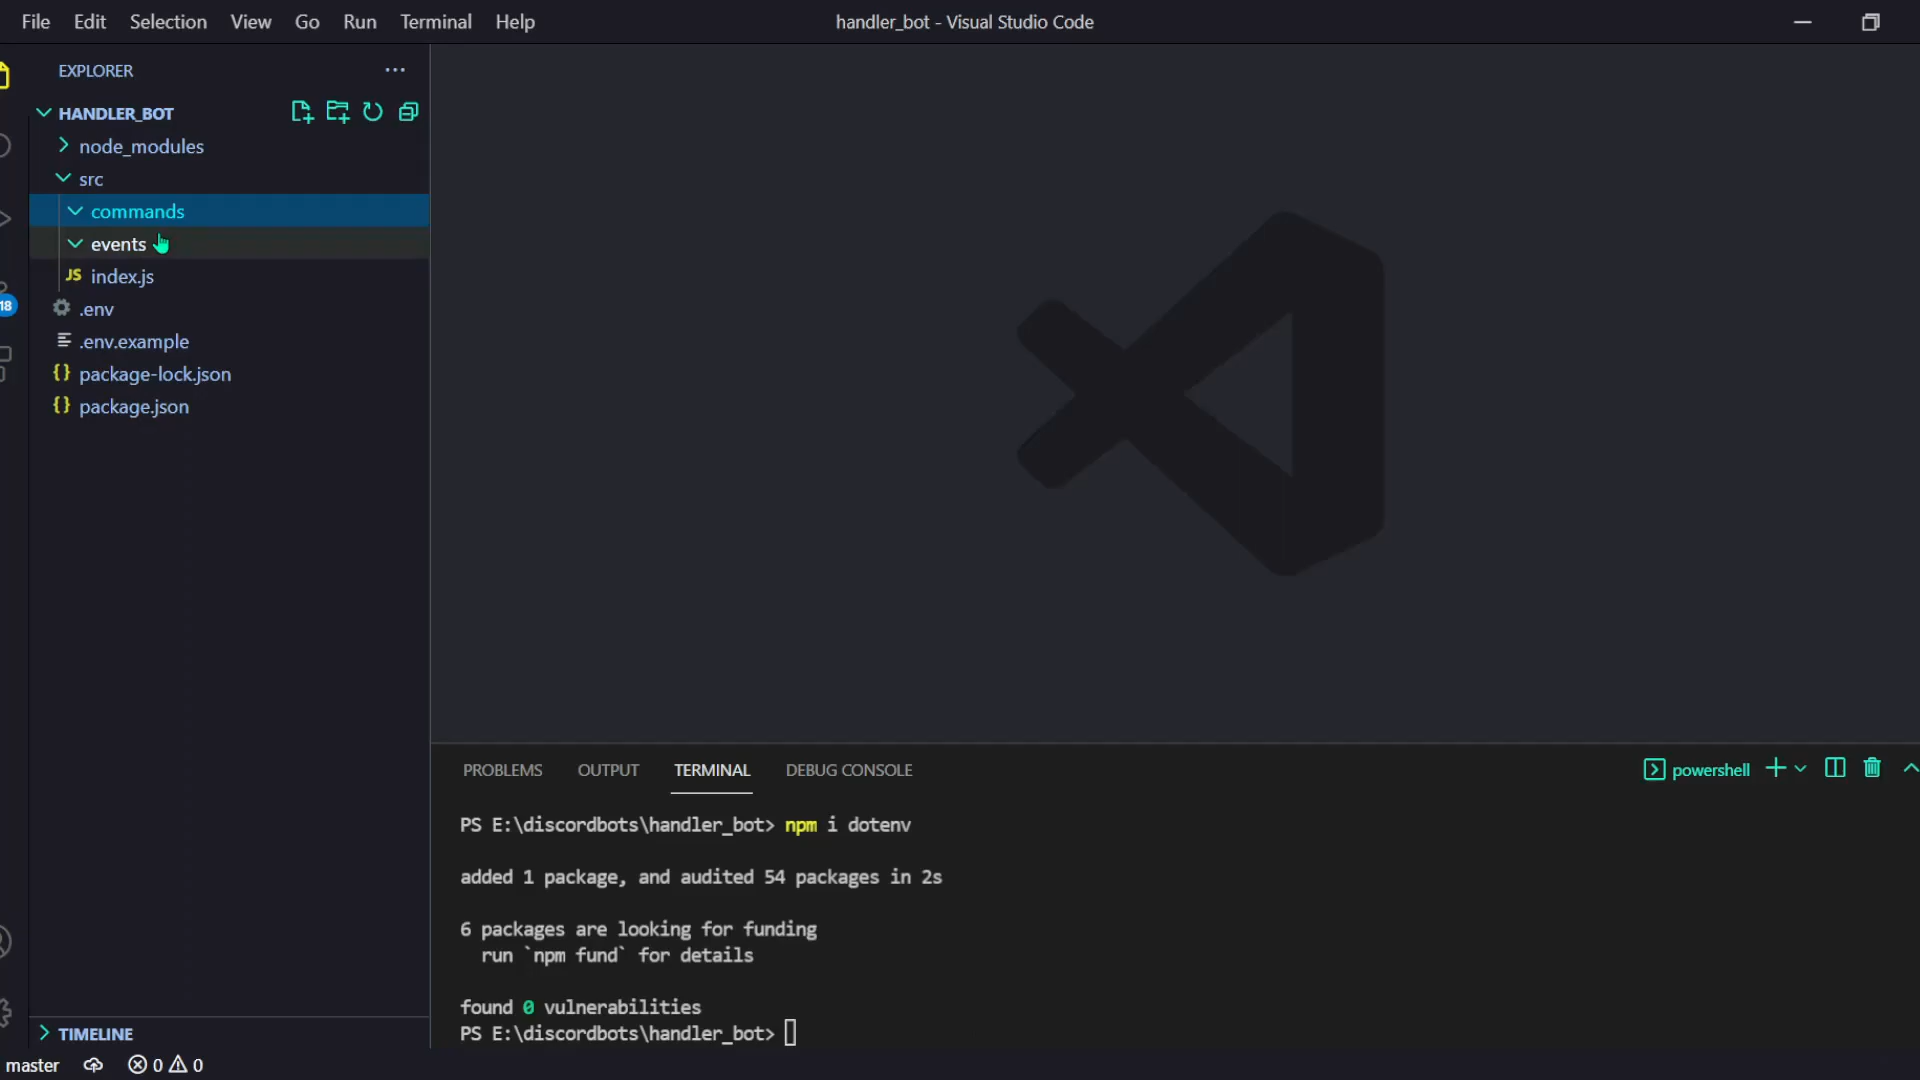 File Edit Selection View Go Run Terminal Help
handler_bot - Visual Studio Code
EXPLORER
HANDLER_BOT
node_modules
src
commands
events
JS index.js
.env
.env.example
{} package-lock.json
{} package.json
18
TIMELINE
PROBLEMS OUTPUT TERMINAL DEBUG CONSOLE
powershell
PS E:\discordbots\handler_bot> npm i dotenv
added 1 package, and audited 54 packages in 2s
6 packages are looking for funding
run `npm fund` for details
found 0 vulnerabilities
PS E:\discordbots\handler_bot>
master 0 0